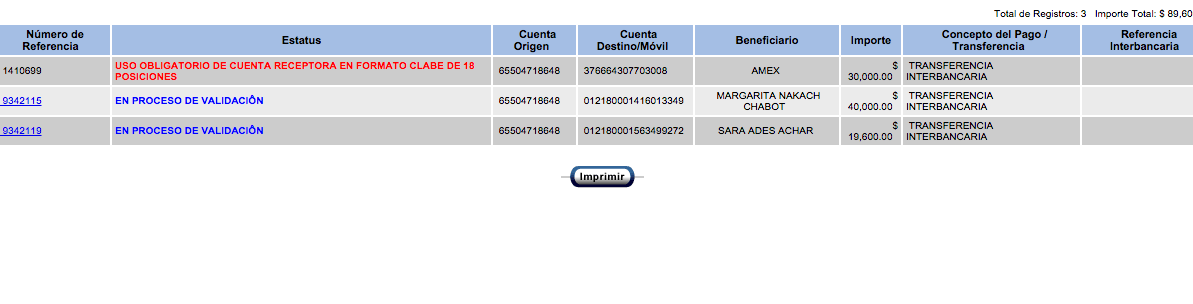 Total de Registros: 3 Importe Total: $ 89,60
Número de Referencia Estatus Cuenta Origen Cuenta Destino/Móvil Beneficiario Importe Concepto del Pago / Transferencia Referencia Interbancaria
1410699 USO OBLIGATORIO DE CUENTA RECEPTORA EN FORMATO CLABE DE 18 POSICIONES 65504718648 376664307703008 AMEX $ 30,000.00 TRANSFERENCIA INTERBANCARIA
9342115 EN PROCESO DE VALIDACIÔN 65504718648 012180001416013349 MARGARITA NAKACH CHABOT $ 40,000.00 TRANSFERENCIA INTERBANCARIA
9342119 EN PROCESO DE VALIDACIÔN 65504718648 012180001563499272 SARA ADES ACHAR $ 19,600.00 TRANSFERENCIA INTERBANCARIA
Imprimir